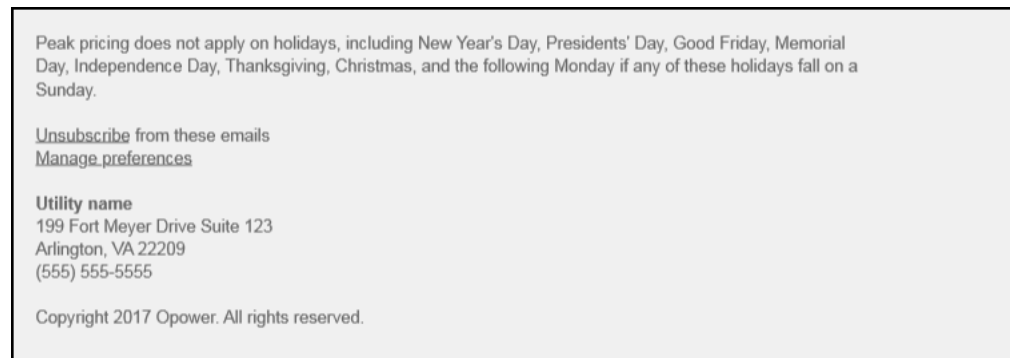 Peak pricing does not apply on holidays, including New Year's Day, Presidents' Day, Good Friday, Memorial
Day, Independence Day, Thanksgiving, Christmas, and the following Monday if any of these holidays fall on a
Sunday.
Unsubscribe from these emails
Manage preferences
Utility name
199 Fort Meyer Drive Suite 123
Arlington, VA 22209
(555) 555-5555
Copyright 2017 Opower. All rights reserved.